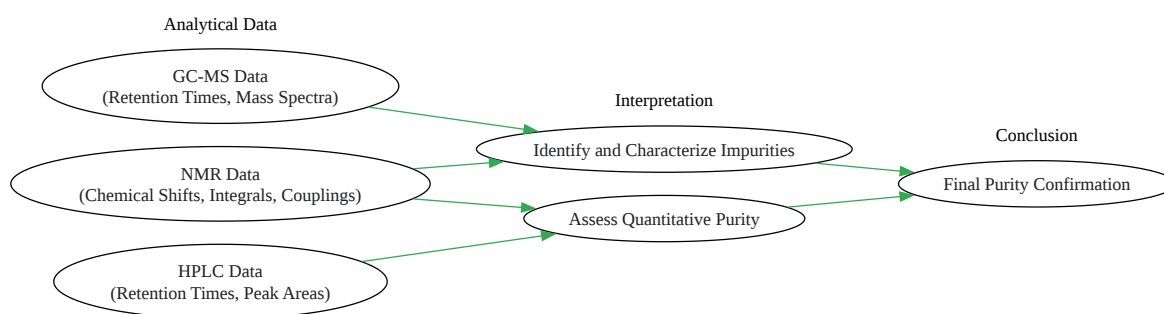 Analytical Data
GC-MS Data
(Retention Times, Mass Spectra)
NMR Data
(Chemical Shifts, Integrals, Couplings)
HPLC Data
(Retention Times, Peak Areas)
Interpretation
Identify and Characterize Impurities
Assess Quantitative Purity
Conclusion
Final Purity Confirmation